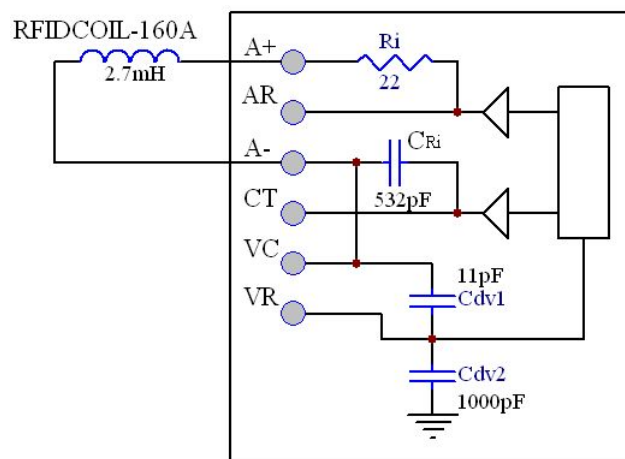 RFIDCOIL-160A
2.7mH
A+
Ri
22
AR
A-
CRi
532pF
CT
VC
11pF
Cdv1
VR
Cdv2
1000pF